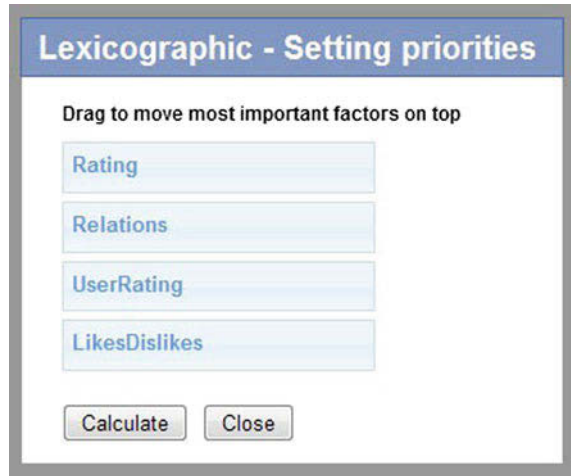 Lexicographic - Setting priorities
Drag to move most important factors on top
Rating
Relations
UserRating
LikesDislikes
Calculate Close